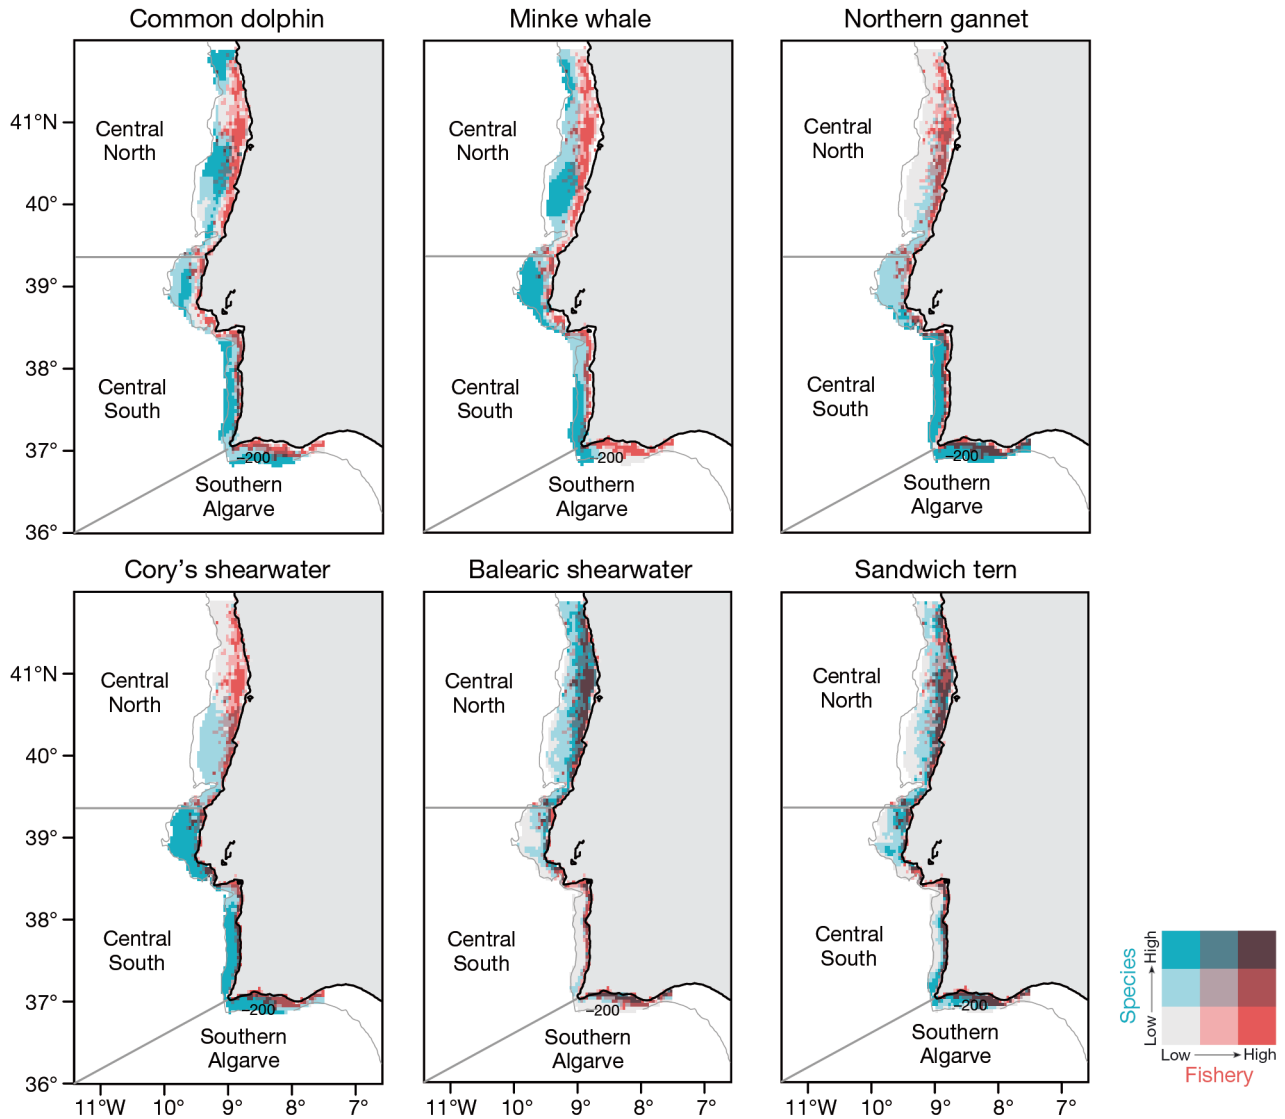 Common dolphin
Minke whale
Northern gannet
41°N
40°
39°
38°
37°
36°
Central
North
Central
South
–200
Southern
Algarve
Central
North
Central
South
–200
Southern
Algarve
Central
North
Central
South
–200
Southern
Algarve
Cory’s shearwater
Balearic shearwater
Sandwich tern
41°N
40°
39°
38°
37°
36°
Central
North
Central
South
–200
Southern
Algarve
Central
North
Central
South
–200
Southern
Algarve
Central
North
Central
South
–200
Southern
Algarve
11°W 10° 9° 8° 7°
11°W 10° 9° 8° 7°
11°W 10° 9° 8° 7°
Species
Low High
Low High
Fishery